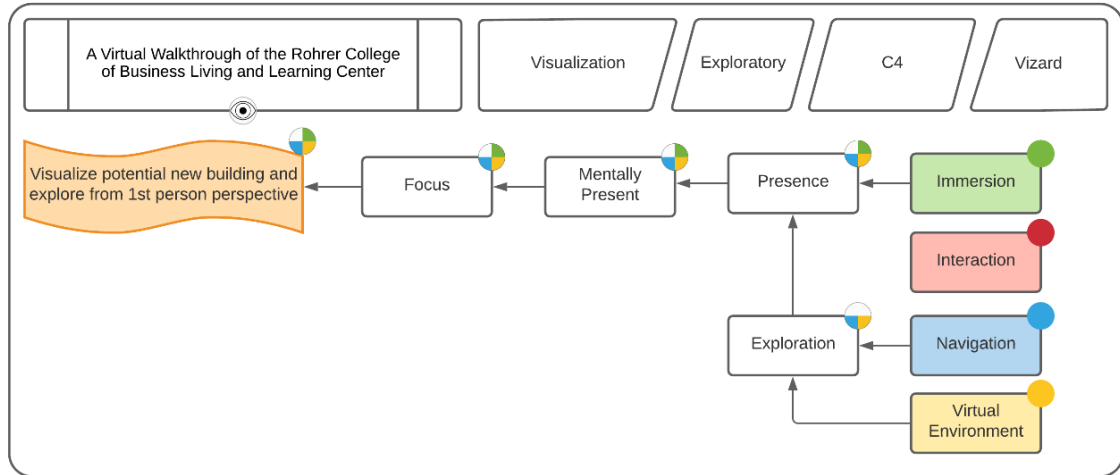 A Virtual Walkthrough of the Rohrer College
of Business Living and Learning Center
Visualization
Exploratory
C4
Vizard
Visualize potential new building and
explore from 1st person perspective
Focus
Mentally
Present
Presence
Immersion
Interaction
Exploration
Navigation
Virtual
Environment